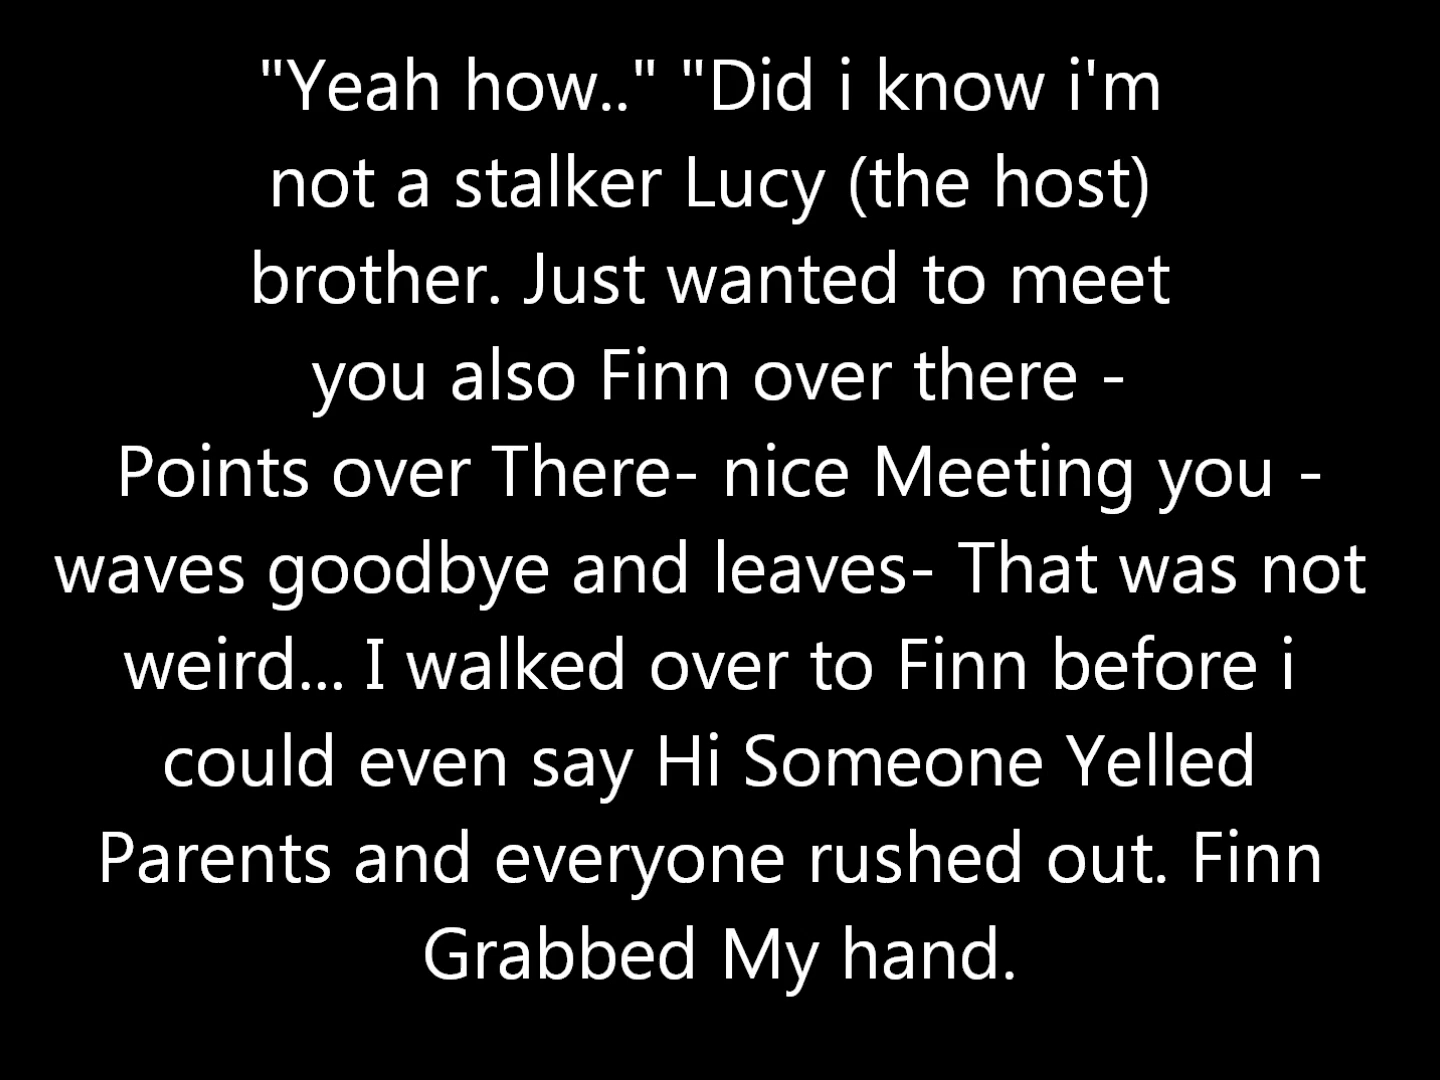 "Yeah how.." "Did i know i'm
not a stalker Lucy (the host)
brother. Just wanted to meet
you also Finn over there -
Points over There- nice Meeting you -
waves goodbye and leaves- That was not
weird... I walked over to Finn before i
could even say Hi Someone Yelled
Parents and everyone rushed out. Finn
Grabbed My hand.